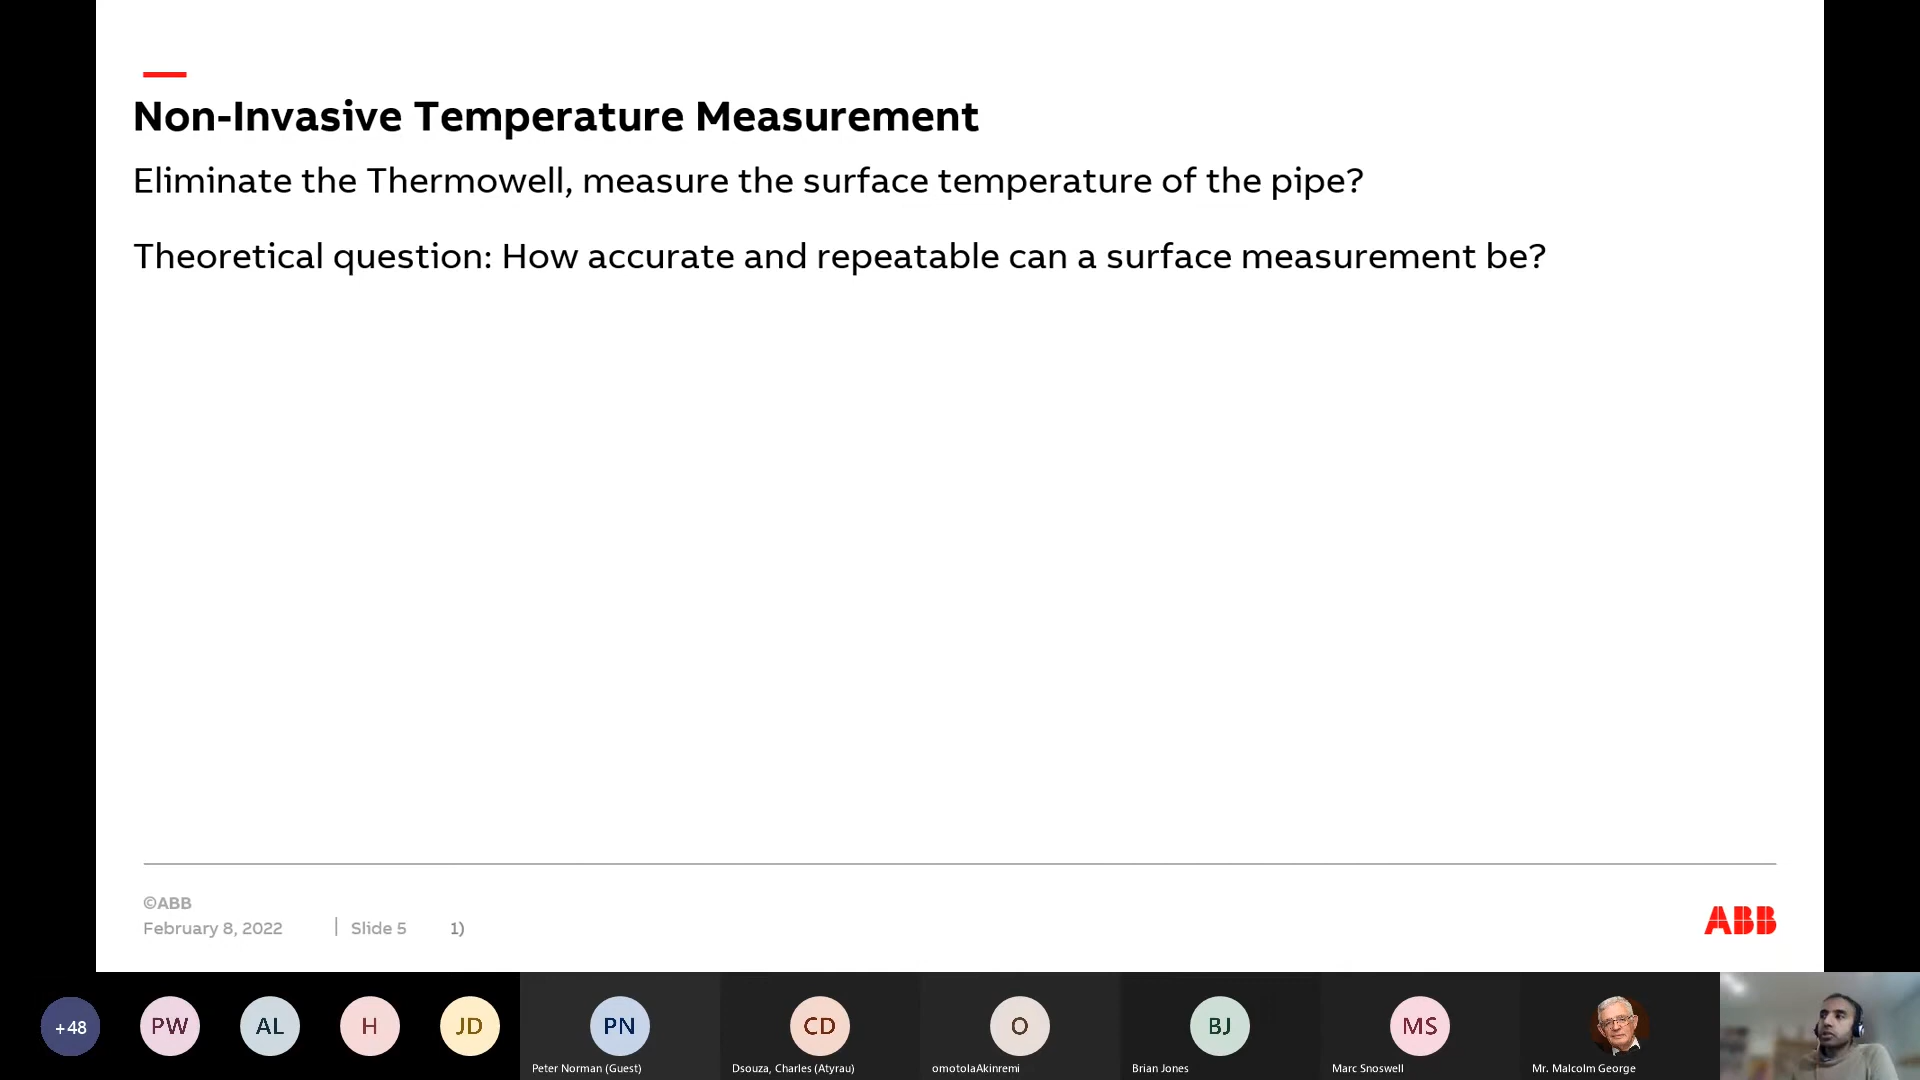 Non-Invasive Temperature Measurement
Eliminate the Thermowell, measure the surface temperature of the pipe?
Theoretical question: How accurate and repeatable can a surface measurement be?
©ABB
February 8, 2022 | Slide 5 1)
ABB
+48 PW AL H JD PN CD O BJ MS
Peter Norman (Guest) Dsouza, Charles (Atyrau) omotolaAkinremi Brian Jones Marc Snoswell Mr. Malcolm George